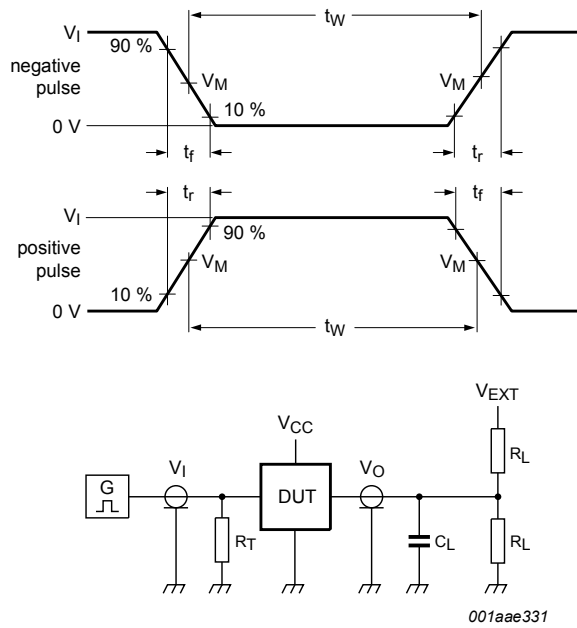 V_I
t_W
90 %
negative
pulse
V_M
V_M
10 %
0 V
t_f
t_r
t_r
t_f
V_I
90 %
positive
pulse
V_M
V_M
10 %
0 V
t_W
V_EXT
V_CC
R_L
V_I
V_O
G
DUT
R_T
C_L
R_L
001aae331